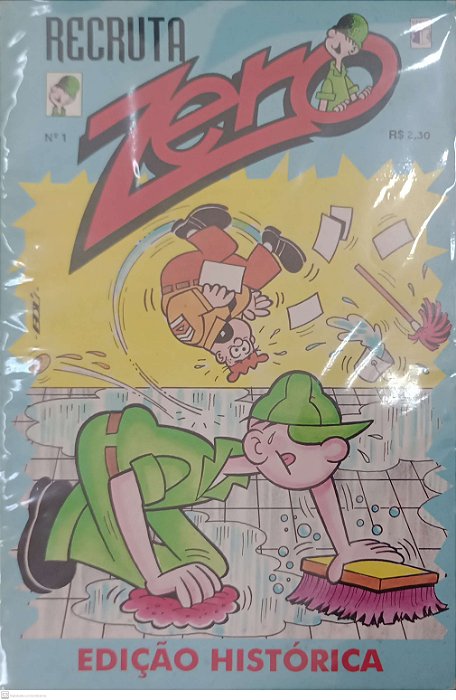 RECRUTA
Zero
Nº 1
R$ 2,30
EDIÇÃO HISTÓRICA